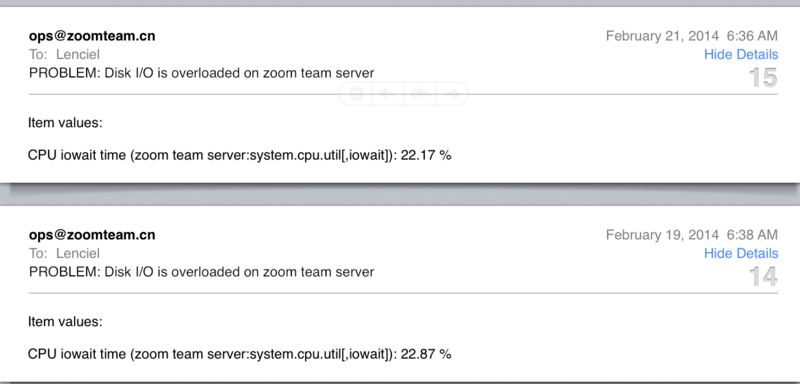 ops@zoomteam.cn February 21, 2014 6:36 AM
To: Lenciel Hide Details
PROBLEM: Disk I/O is overloaded on zoom team server 15
Item values:
CPU iowait time (zoom team server:system.cpu.util[,iowait]): 22.17 %
ops@zoomteam.cn February 19, 2014 6:38 AM
To: Lenciel Hide Details
PROBLEM: Disk I/O is overloaded on zoom team server 14
Item values:
CPU iowait time (zoom team server:system.cpu.util[,iowait]): 22.87 %